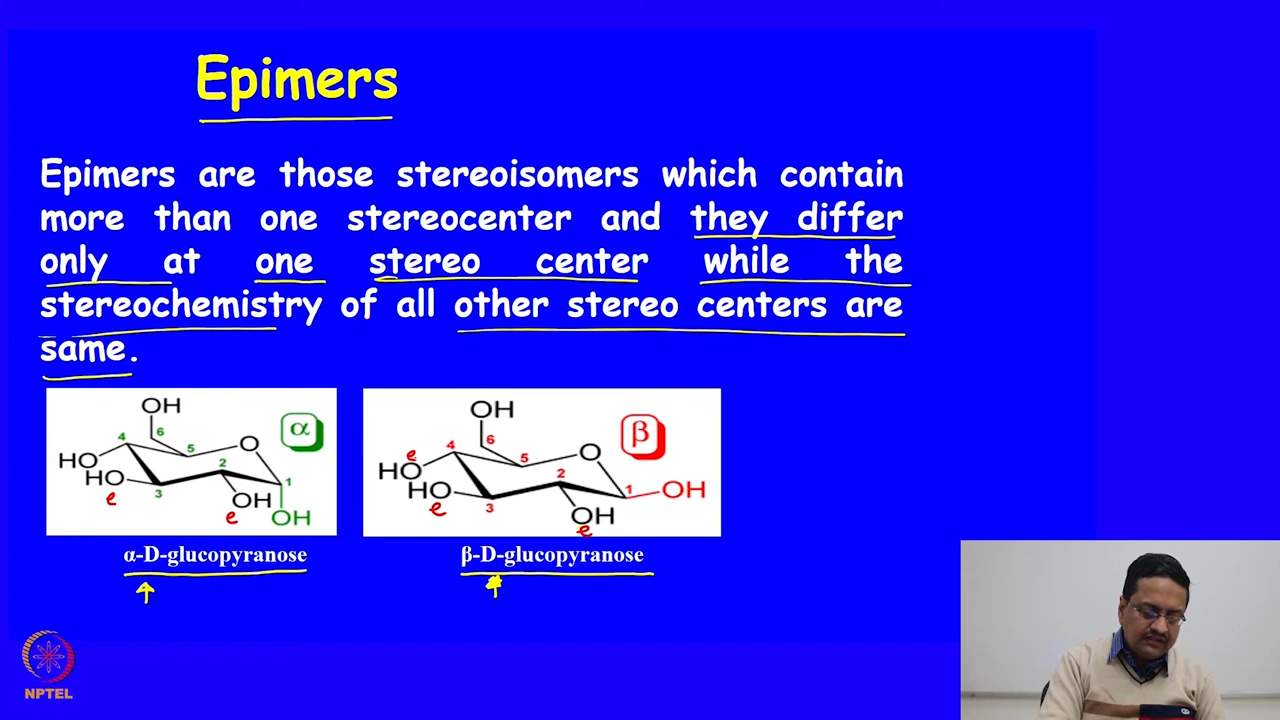 Epimers
Epimers are those stereoisomers which contain
more than one stereocenter and they differ
only at one stereo center while the
stereochemistry of all other stereo centers are
same.
OH
6
4
5
O
α
HO
HO
2
1
e
3
OH
e
OH
α-D-glucopyranose
OH
6
e
4
5
O
β
HO
HO
2
1
OH
e
3
OH
e
β-D-glucopyranose
NPTEL